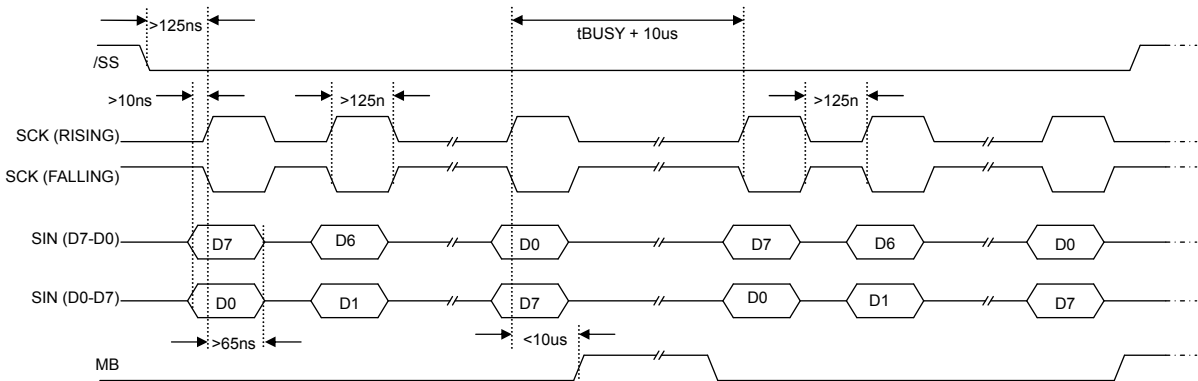 >125ns
tBUSY + 10us
/SS
>10ns
>125n
>125n
SCK (RISING)
SCK (FALLING)
SIN (D7-D0)
D7
D6
D0
D7
D6
D0
SIN (D0-D7)
D0
D1
D7
D0
D1
D7
>65ns
<10us
MB